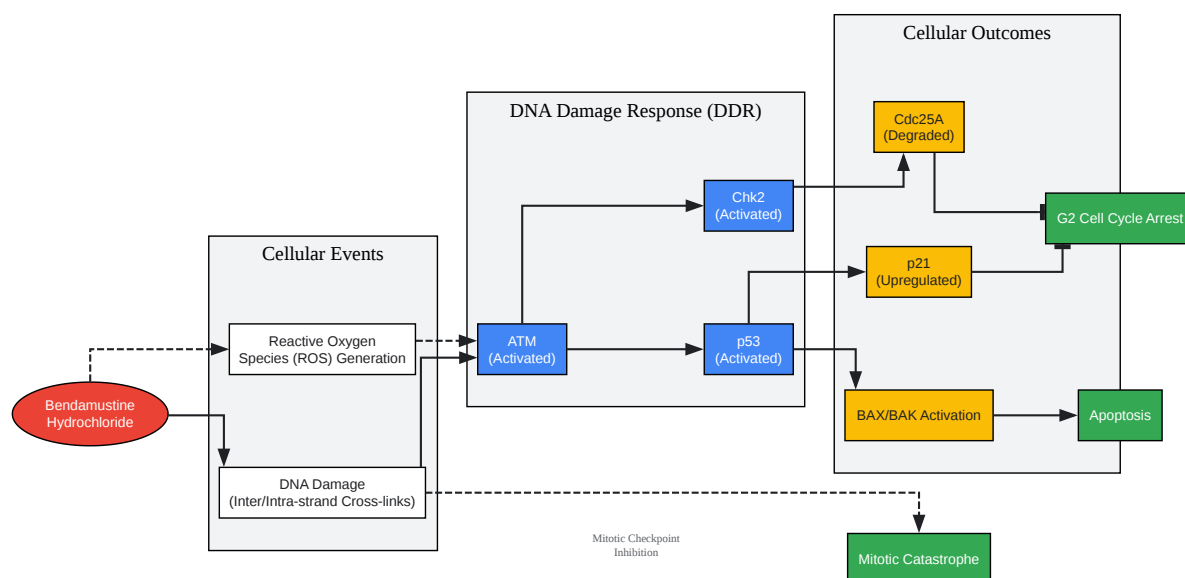 Cellular Outcomes
DNA Damage Response (DDR)
Cdc25A
(Degraded)
Chk2
(Activated)
G2 Cell Cycle Arrest
Cellular Events
p21
(Upregulated)
Reactive Oxygen
Species (ROS) Generation
ATM
(Activated)
p53
(Activated)
Bendamustine
Hydrochloride
BAX/BAK Activation
Apoptosis
DNA Damage
(Inter/Intra-strand Cross-links)
Mitotic Checkpoint
Inhibition
Mitotic Catastrophe